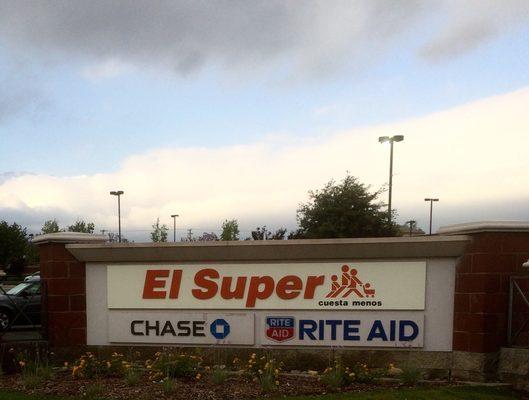 El Super
cuesta menos
CHASE
RITE AID
RITE AID